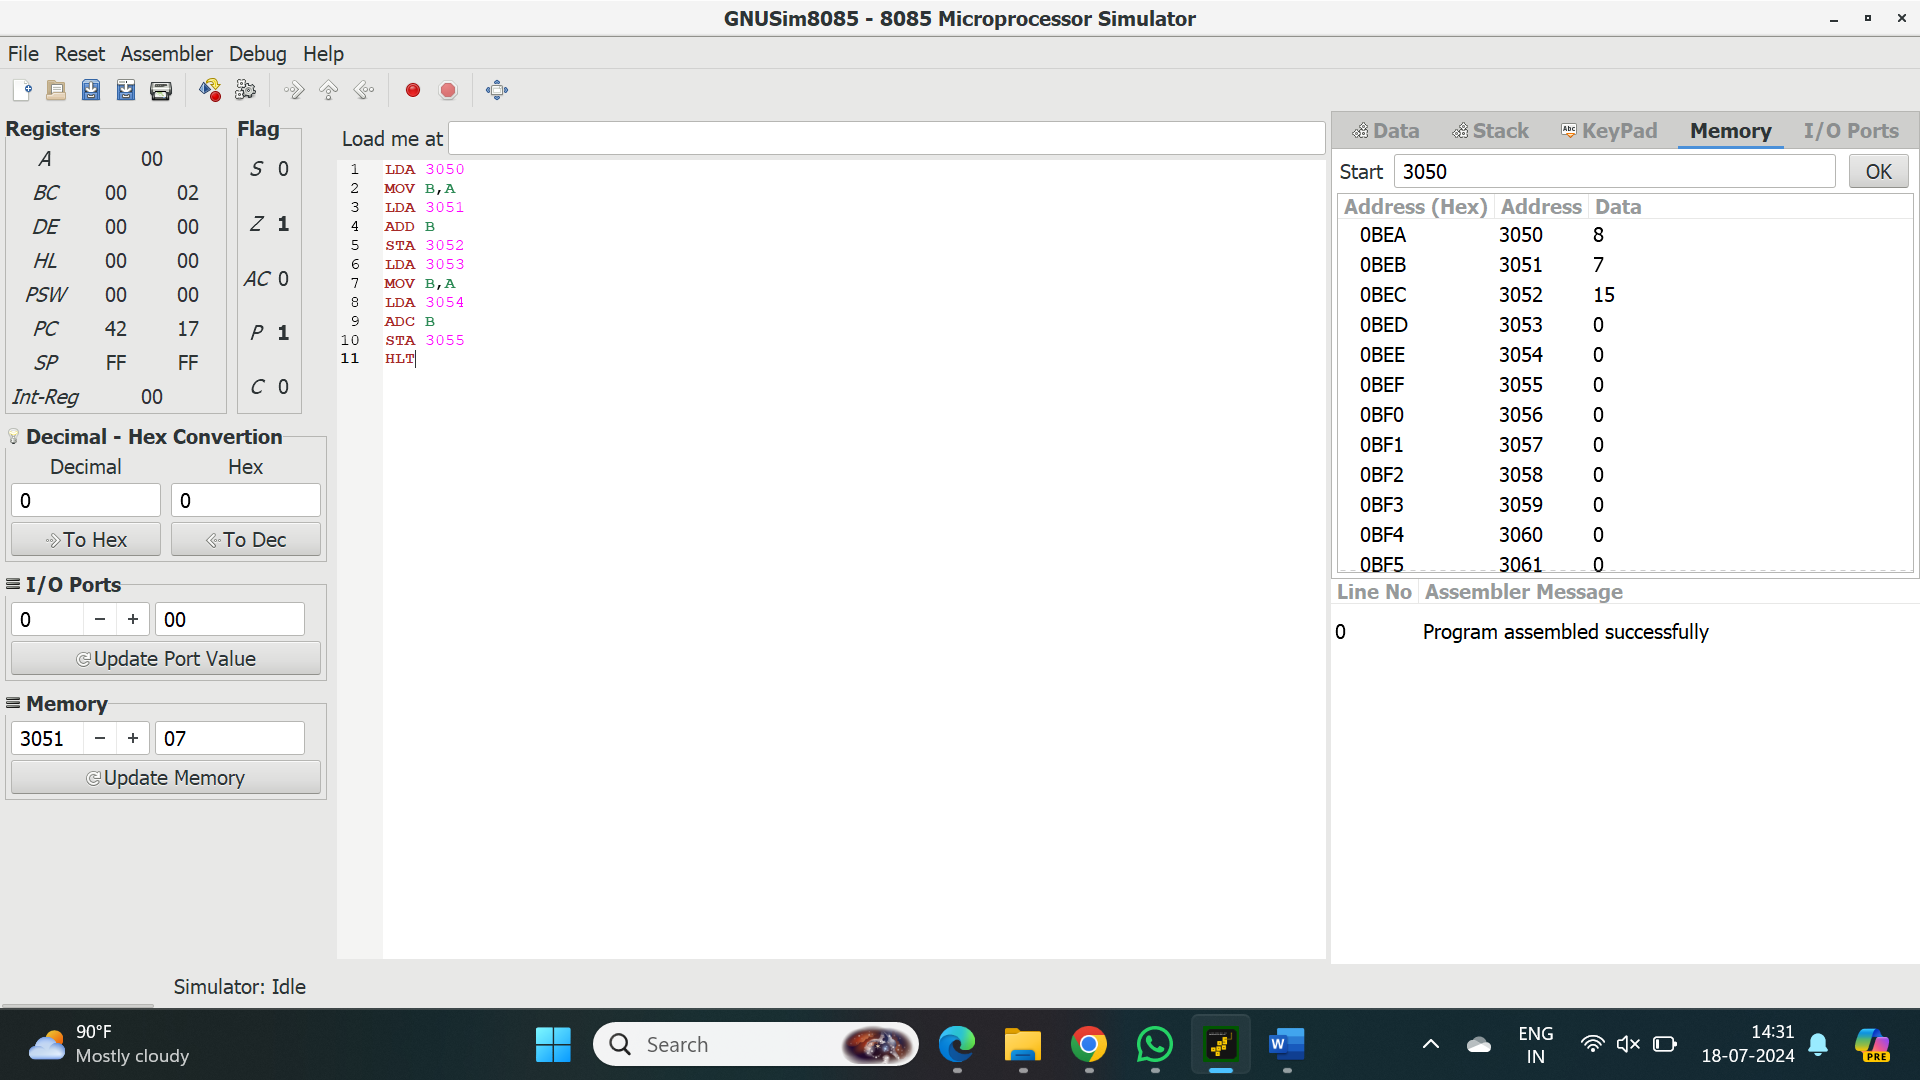 GNUSim8085 - 8085 Microprocessor Simulator
File Reset Assembler Debug Help
Registers
A 00
BC 00 02
DE 00 00
HL 00 00
PSW 00 00
PC 42 17
SP FF FF
Int-Reg 00
Flag
S 0
Z 1
AC 0
P 1
C 0
Decimal - Hex Convertion
Decimal Hex
0 0
To Hex To Dec
I/O Ports
0 − + 00
Update Port Value
Memory
3051 − + 07
Update Memory
Simulator: Idle
Load me at
1 LDA 3050
2 MOV B,A
3 LDA 3051
4 ADD B
5 STA 3052
6 LDA 3053
7 MOV B,A
8 LDA 3054
9 ADC B
10 STA 3055
11 HLT
Data Stack Abc KeyPad Memory I/O Ports
Start 3050 OK
Address (Hex) Address Data
0BEA 3050 8
0BEB 3051 7
0BEC 3052 15
0BED 3053 0
0BEE 3054 0
0BEF 3055 0
0BF0 3056 0
0BF1 3057 0
0BF2 3058 0
0BF3 3059 0
0BF4 3060 0
0BF5 3061 0
Line No Assembler Message
0 Program assembled successfully
90°F
Mostly cloudy
Search
W
ENG
IN
14:31
18-07-2024
PRE